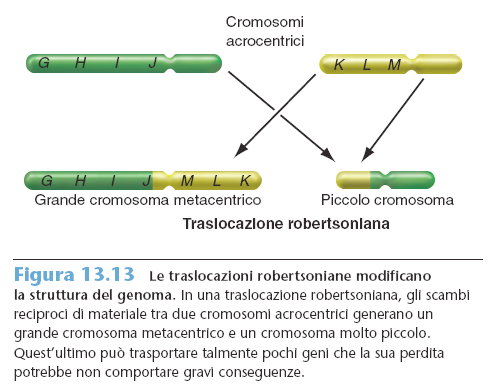 Cromosomi
acrocentrici
G H I J
K L M
G H I J M L K
Grande cromosoma metacentrico
Piccolo cromosoma
Traslocazione robertsoniana
Figura 13.13 Le traslocazioni robertsoniane modificano
la struttura del genoma. In una traslocazione robertsoniana, gli scambi
reciproci di materiale tra due cromosomi acrocentrici generano un
grande cromosoma metacentrico e un cromosoma molto piccolo.
Quest'ultimo può trasportare talmente pochi geni che la sua perdita
potrebbe non comportare gravi conseguenze.